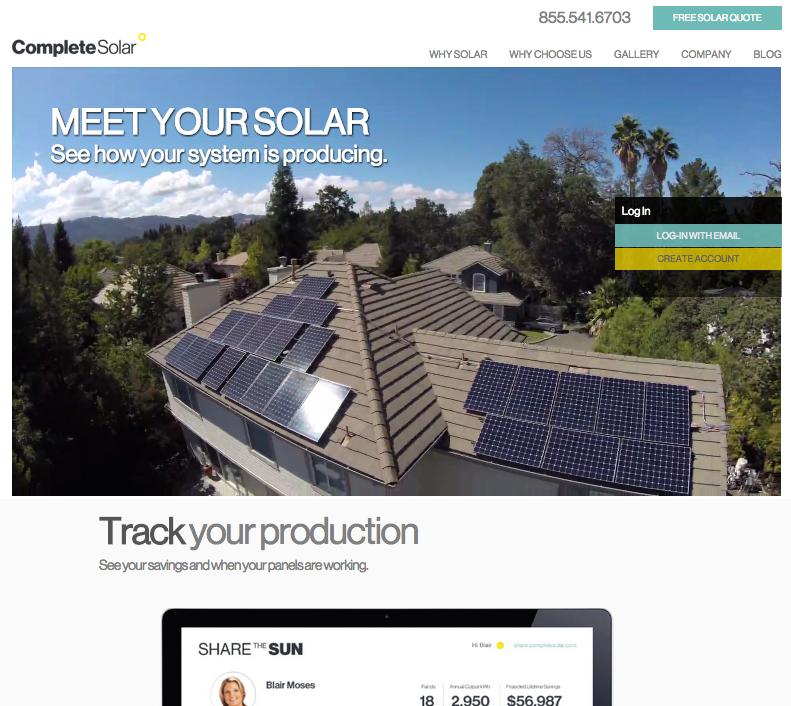 855.541.6703
FREE SOLAR QUOTE
Complete Solar
WHY SOLAR WHY CHOOSE US GALLERY COMPANY BLOG
MEET YOUR SOLAR
See how your system is producing.
Log In
LOG-IN WITH EMAIL
CREATE ACCOUNT
Track your production
See your savings and when your panels are working.
SHARE THE SUN
Hi Blair share.completesolar.com
Blair Moses
Panels Annual Output kWh Projected Lifetime Savings
18 2,950 $56,987